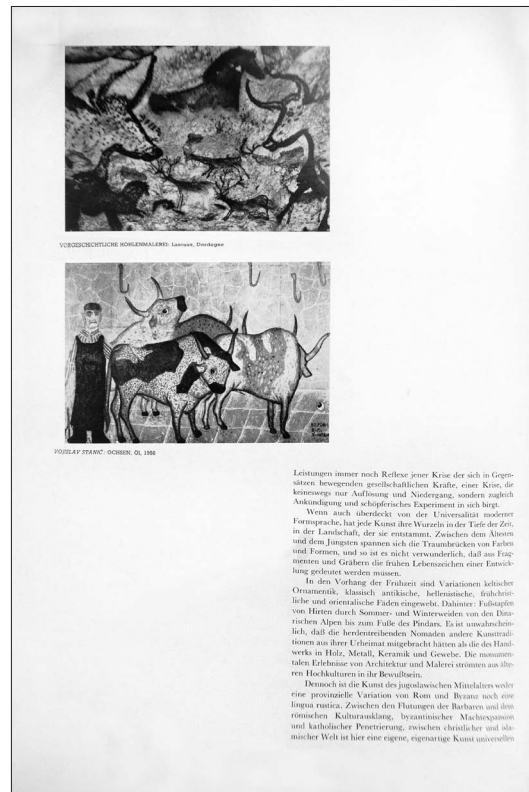 VORGESCHICHTLICHE HÖHLENMALEREI: Lascaux, Dordogne
VOJISLAV STANIĆ: OCHSEN, Öl, 1956
Leistungen immer noch Reflexe jener Krise der sich in Gegen-
sätzen bewegenden gesellschaftlichen Kräfte, einer Krise, die
keineswegs nur Auflösung und Niedergang, sondern zugleich
Ankündigung und schöpferisches Experiment in sich birgt.
Wenn auch überdeckt von der Universalität moderner
Formsprache, hat jede Kunst ihre Wurzeln in der Tiefe der Zeit,
in der Landschaft, der sie entstammt. Zwischen dem Ältesten
und dem Jüngsten spannen sich die Traumbrücken von Farben
und Formen, und so ist es nicht verwunderlich, daß aus Frag-
menten und Gräbern die frühen Lebenszeichen einer Entwick-
lung gedeutet werden müssen.
In den Vorhang der Frühzeit sind Variationen keltischer
Ornamentik, klassisch antikische, hellenistische, frühchrist-
liche und orientalische Fäden eingewebt. Dahinter: Fußstapfen
von Hirten durch Sommer- und Winterweiden von den Dina-
rischen Alpen bis zum Fuße des Pindars. Es ist unwahrschein-
lich, daß die herdentreibenden Nomaden andere Kunsttradi-
tionen aus ihrer Urheimat mitgebracht hätten als die des Hand-
werks in Holz, Metall, Keramik und Gewebe. Die monumen-
talen Erlebnisse von Architektur und Malerei strömten aus älte-
ren Hochkulturen in ihr Bewußtsein.
Dennoch ist die Kunst des jugoslawischen Mittelalters weder
eine provinzielle Variation von Rom und Byzanz noch eine
lingua rustica. Zwischen den Flutungen der Barbaren und dem
römischen Kulturausklang, byzantinischer Machtexpansion
und katholischer Penetrierung, zwischen christlicher und isla-
mischer Welt ist hier eine eigene, eigenartige Kunst universellen